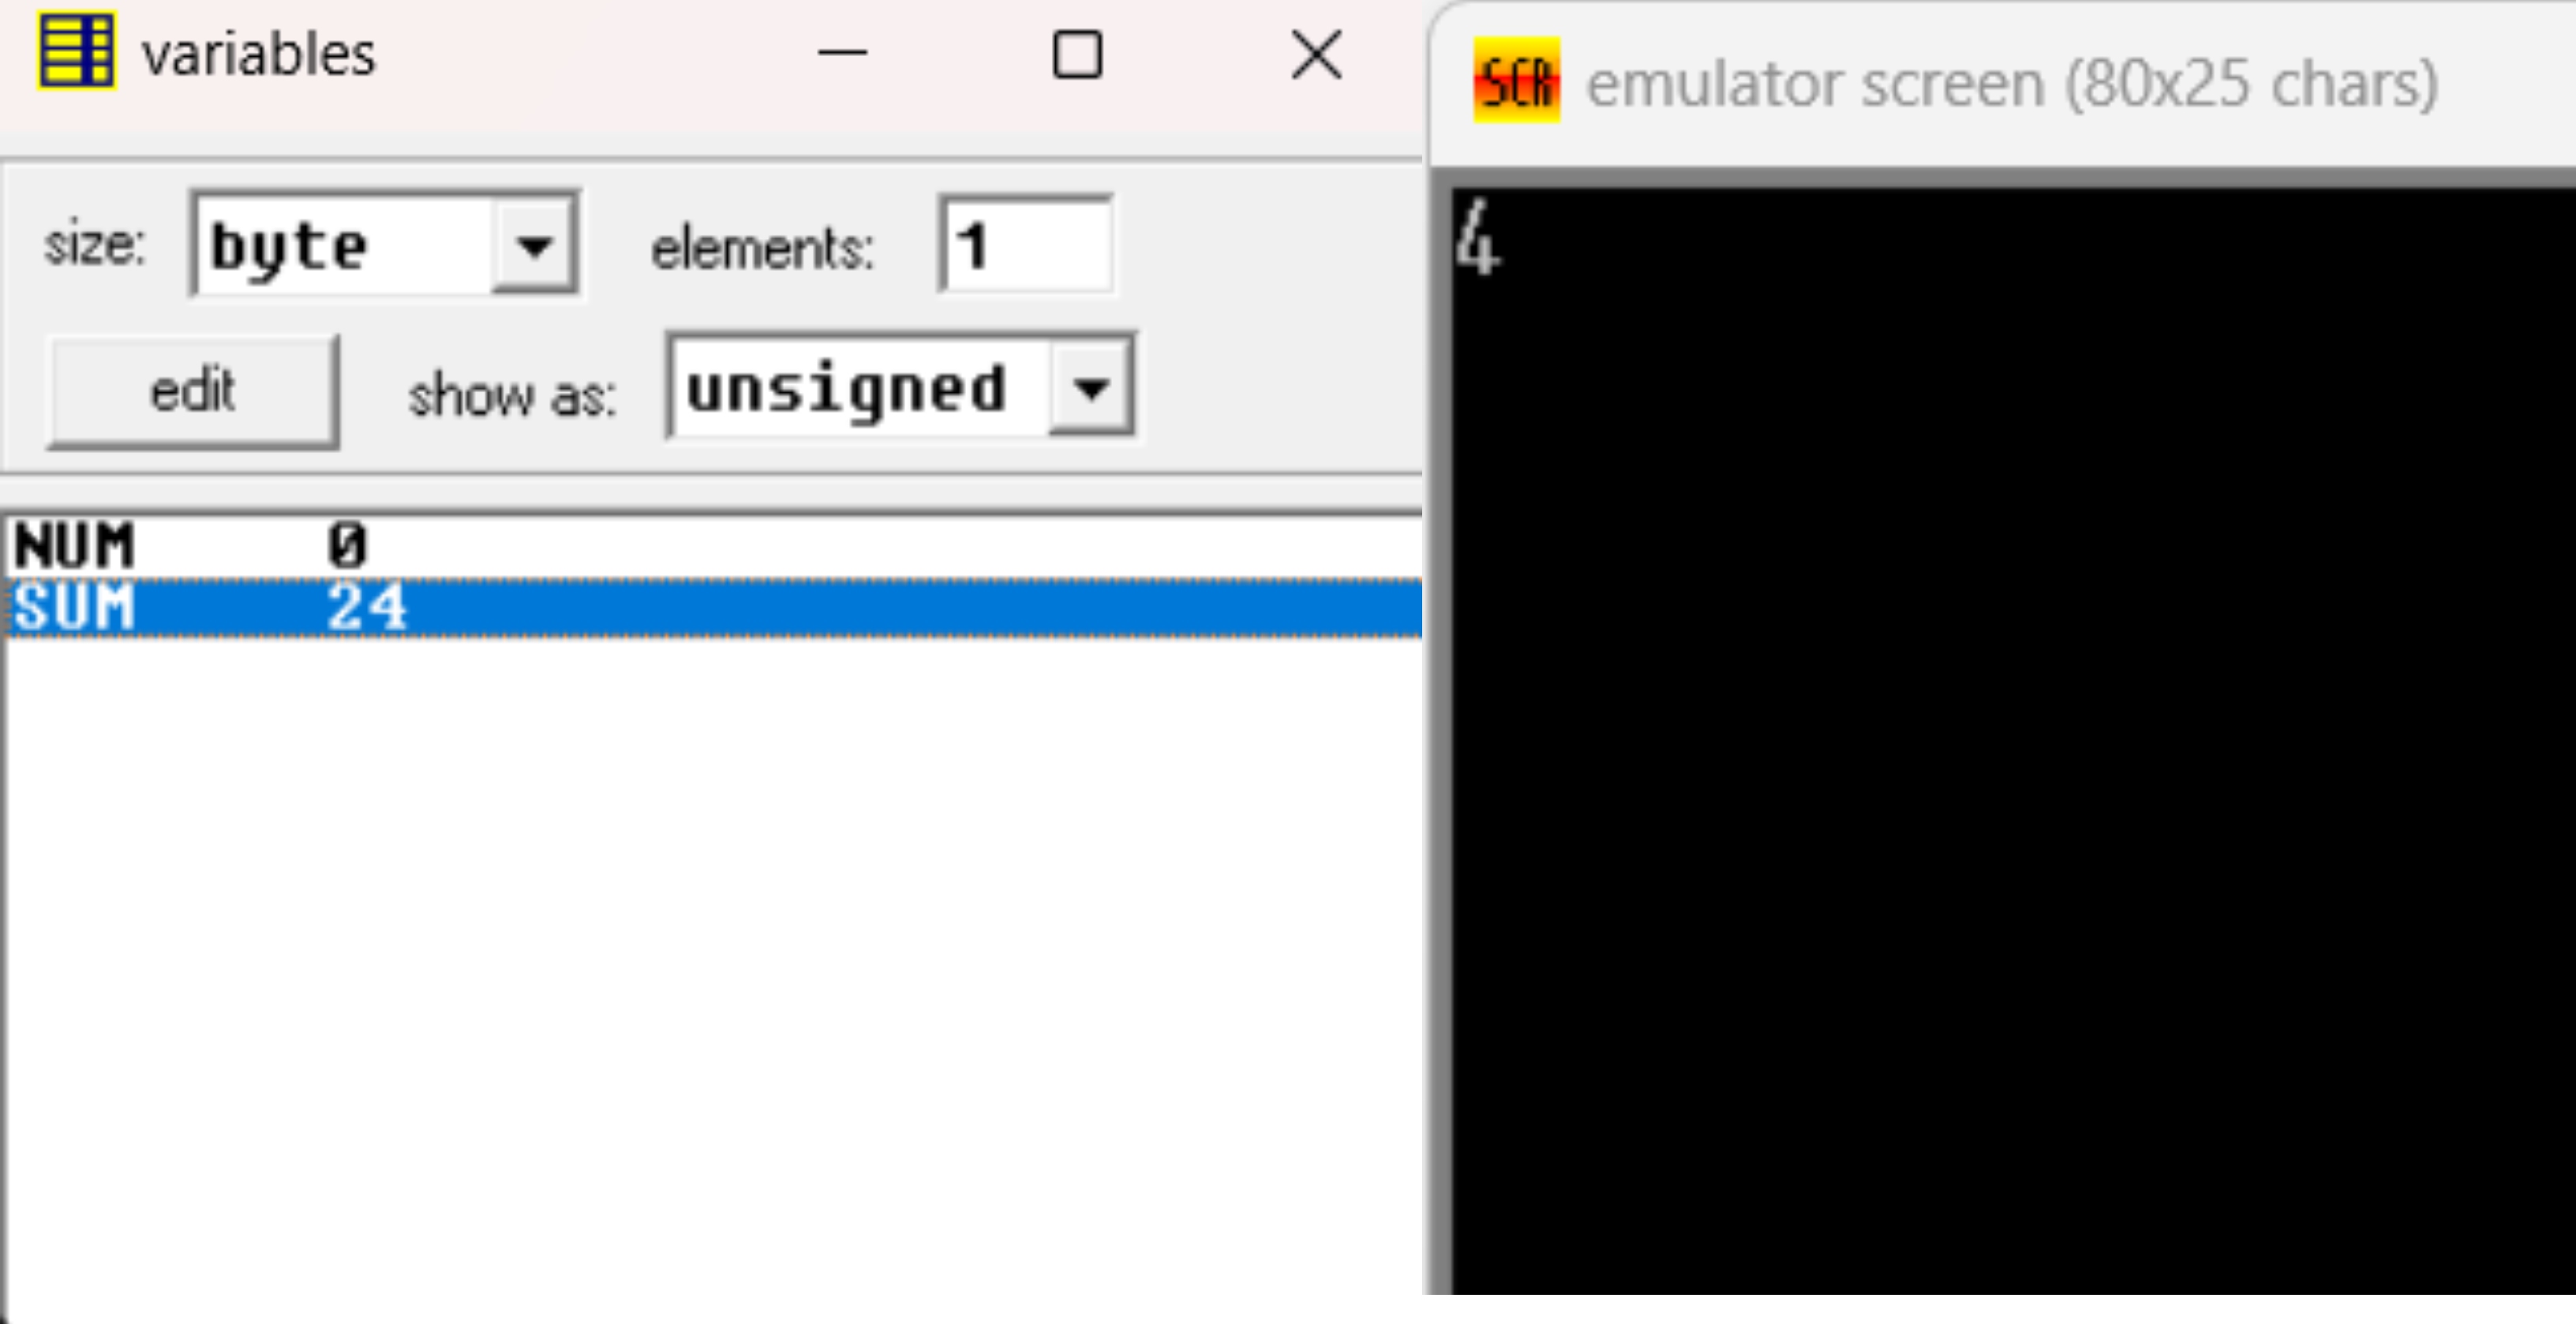 variables
size: byte elements: 1
edit show as: unsigned
NUM 0
SUM 24
SCR emulator screen (80x25 chars)
4